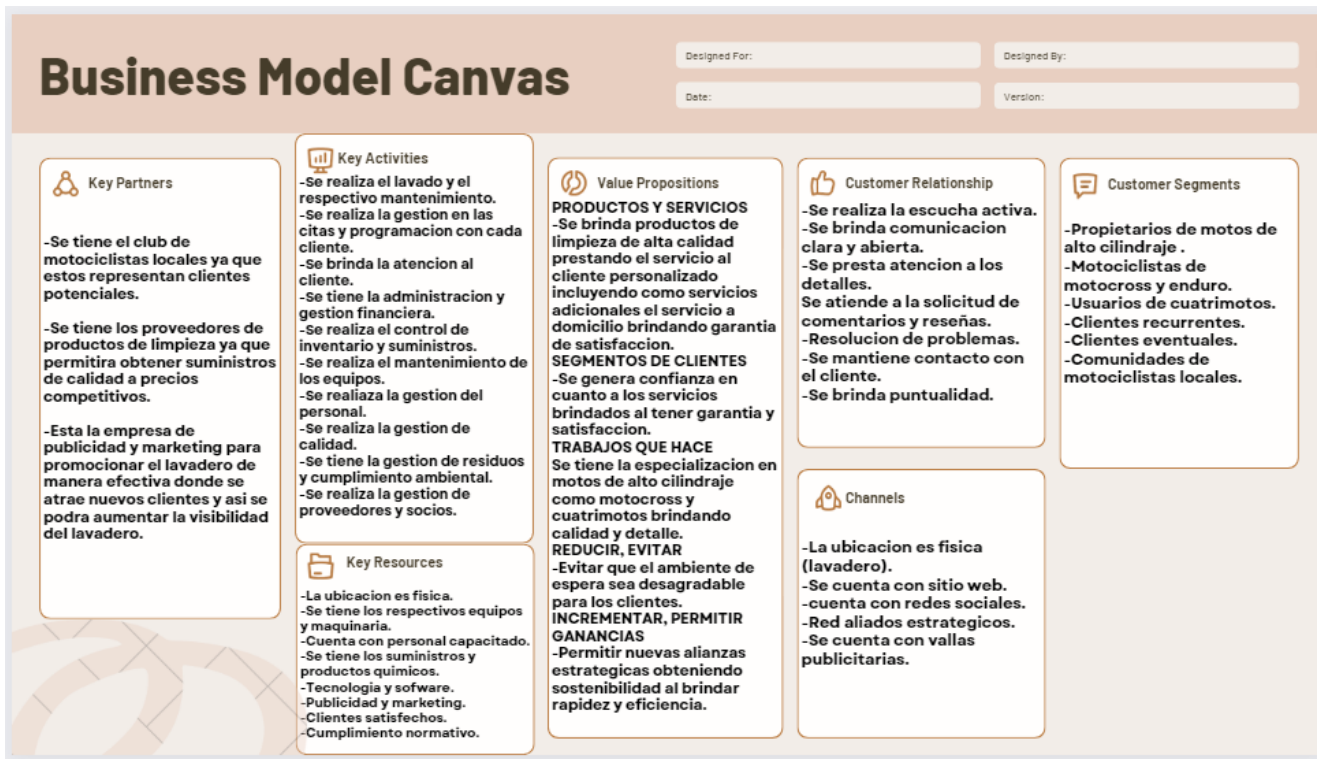 Business Model Canvas
Designed For:
Designed By:
Date:
Version:
Key Partners
-Se tiene el club de
motociclistas locales ya que
estos representan clientes
potenciales.
-Se tiene los proveedores de
productos de limpieza ya que
permitira obtener suministros
de calidad a precios
competitivos.
-Esta la empresa de
publicidad y marketing para
promocionar el lavadero de
manera efectiva donde se
atrae nuevos clientes y asi se
podra aumentar la visibilidad
del lavadero.
Key Activities
-Se realiza el lavado y el
respectivo mantenimiento.
-Se realiza la gestion en las
citas y programacion con cada
cliente.
-Se brinda la atencion al
cliente.
-Se tiene la administracion y
gestion financiera.
-Se realiza el control de
inventario y suministros.
-Se realiza el mantenimiento de
los equipos.
-Se realiaza la gestion del
personal.
-Se realiza la gestion de
calidad.
-Se tiene la gestion de residuos
y cumplimiento ambiental.
-Se realiza la gestion de
proveedores y socios.
Key Resources
-La ubicacion es fisica.
-Se tiene los respectivos equipos
y maquinaria.
-Cuenta con personal capacitado.
-Se tiene los suministros y
productos quimicos.
-Tecnologia y sofware.
-Publicidad y marketing.
-Clientes satisfechos.
-Cumplimiento normativo.
Value Propositions
PRODUCTOS Y SERVICIOS
-Se brinda productos de
limpieza de alta calidad
prestando el servicio al
cliente personalizado
incluyendo como servicios
adicionales el servicio a
domicilio brindando garantia
de satisfaccion.
SEGMENTOS DE CLIENTES
-Se genera confianza en
cuanto a los servicios
brindados al tener garantia y
satisfaccion.
TRABAJOS QUE HACE
Se tiene la especializacion en
motos de alto cilindraje
como motocross y
cuatrimotos brindando
calidad y detalle.
REDUCIR, EVITAR
-Evitar que el ambiente de
espera sea desagradable
para los clientes.
INCREMENTAR, PERMITIR
GANANCIAS
-Permitir nuevas alianzas
estrategicas obteniendo
sostenibilidad al brindar
rapidez y eficiencia.
Customer Relationship
-Se realiza la escucha activa.
-Se brinda comunicacion
clara y abierta.
-Se presta atencion a los
detalles.
Se atiende a la solicitud de
comentarios y reseñas.
-Resolucion de problemas.
-Se mantiene contacto con
el cliente.
-Se brinda puntualidad.
Channels
-La ubicacion es fisica
(lavadero).
-Se cuenta con sitio web.
-cuenta con redes sociales.
-Red aliados estrategicos.
-Se cuenta con vallas
publicitarias.
Customer Segments
-Propietarios de motos de
alto cilindraje .
-Motociclistas de
motocross y enduro.
-Usuarios de cuatrimotos.
-Clientes recurrentes.
-Clientes eventuales.
-Comunidades de
motociclistas locales.